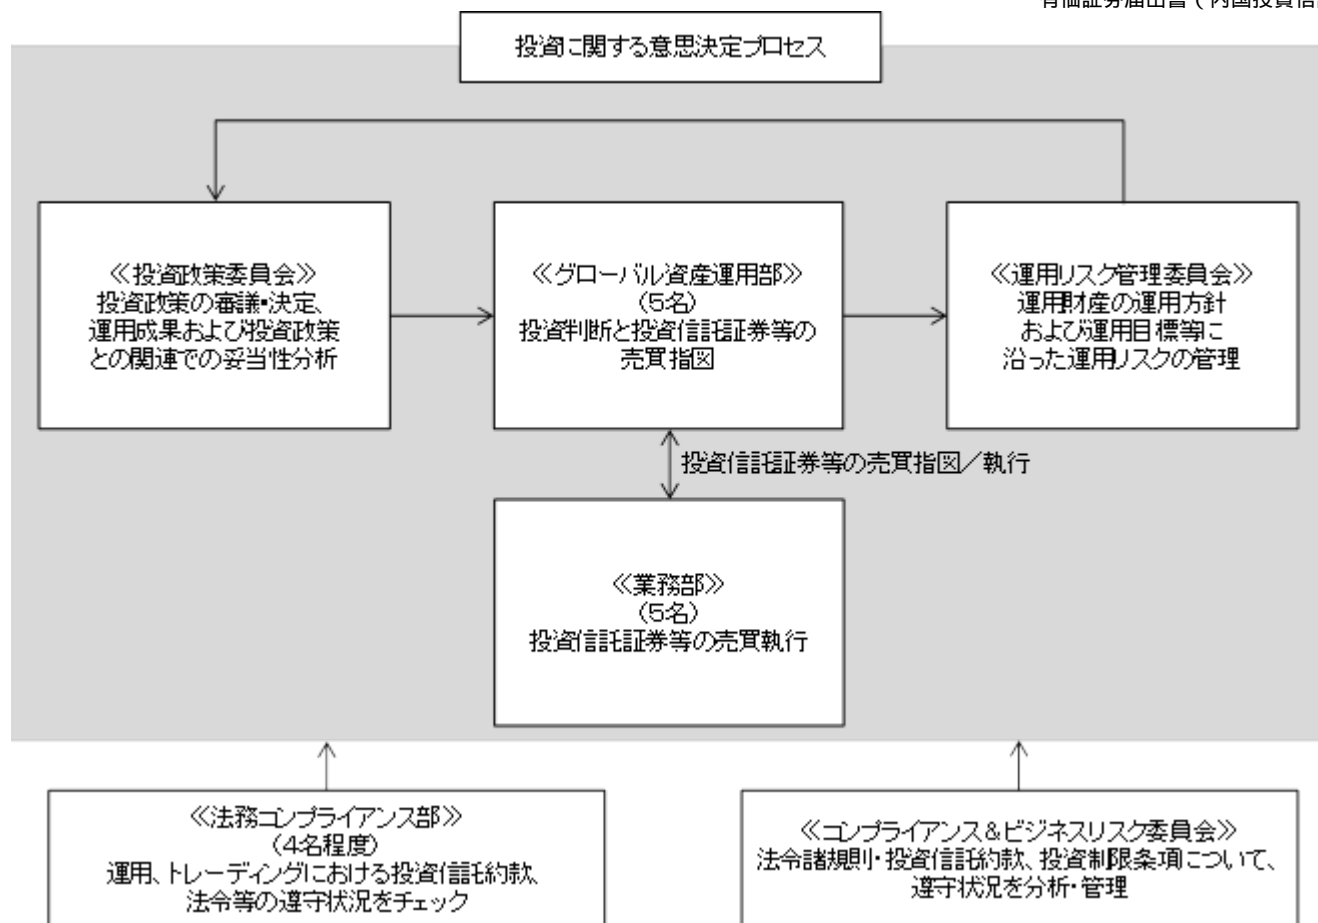 有価証券届出書（内国投資信
投資に関する意思決定プロセス
≪投資政策委員会≫
投資政策の審議・決定、
運用成果および投資政策
との関連での妥当性分析
≪グローバル資産運用部≫
（5名）
投資判断と投資信託証券等の
売買指図
≪運用リスク管理委員会≫
運用財産の運用方針
および運用目標等に
沿った運用リスクの管理
投資信託証券等の売買指図／執行
≪業務部≫
（5名）
投資信託証券等の売買執行
≪法務コンプライアンス部≫
（4名程度）
運用、トレーディングにおける投資信託約款、
法令等の遵守状況をチェック
≪コンプライアンス＆ビジネスリスク委員会≫
法令諸規則・投資信託約款、投資制限条項について、
遵守状況を分析・管理